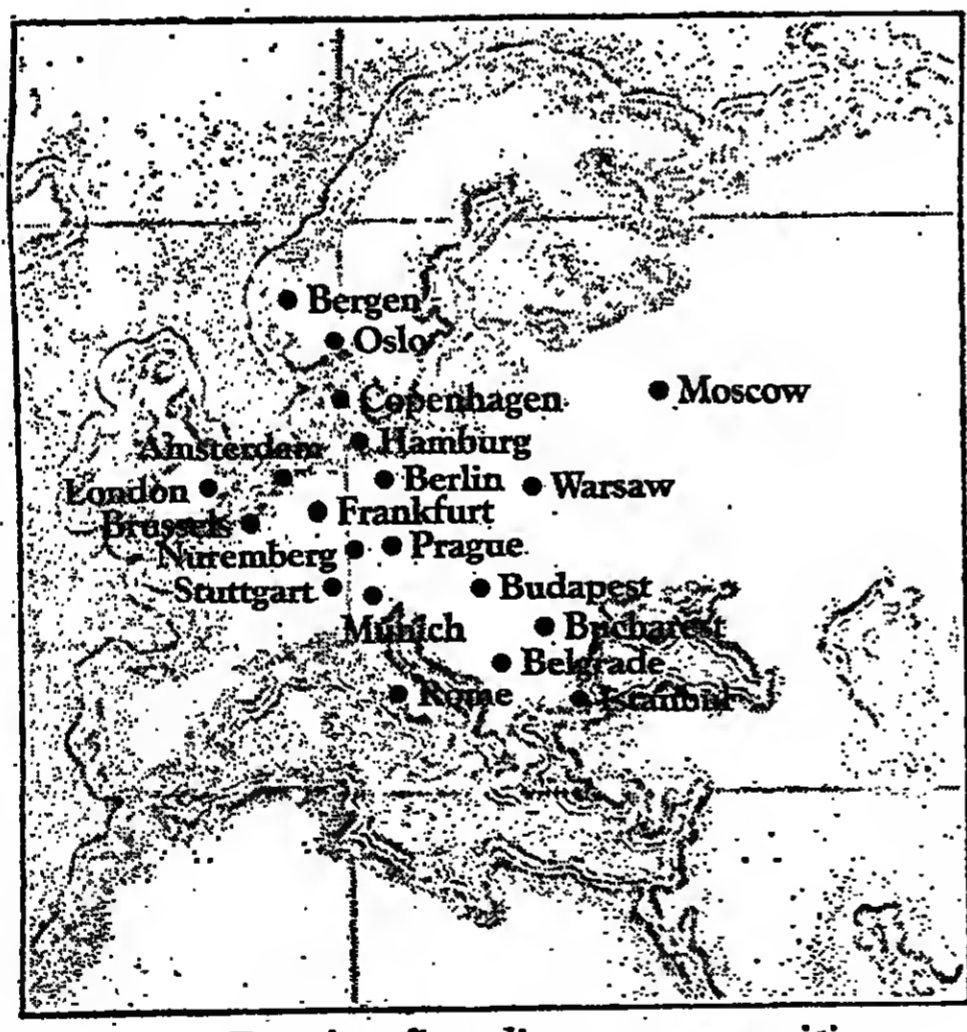 Bergen
Oslo
Copenhagen
Moscow
Hamburg
Amsterdam
Berlin
Warsaw
London
Frankfurt
Brussels
Prague
Nuremberg
Stuttgart
Budapest
Munich
Bucharest
Belgrade
Rome
Istanbul